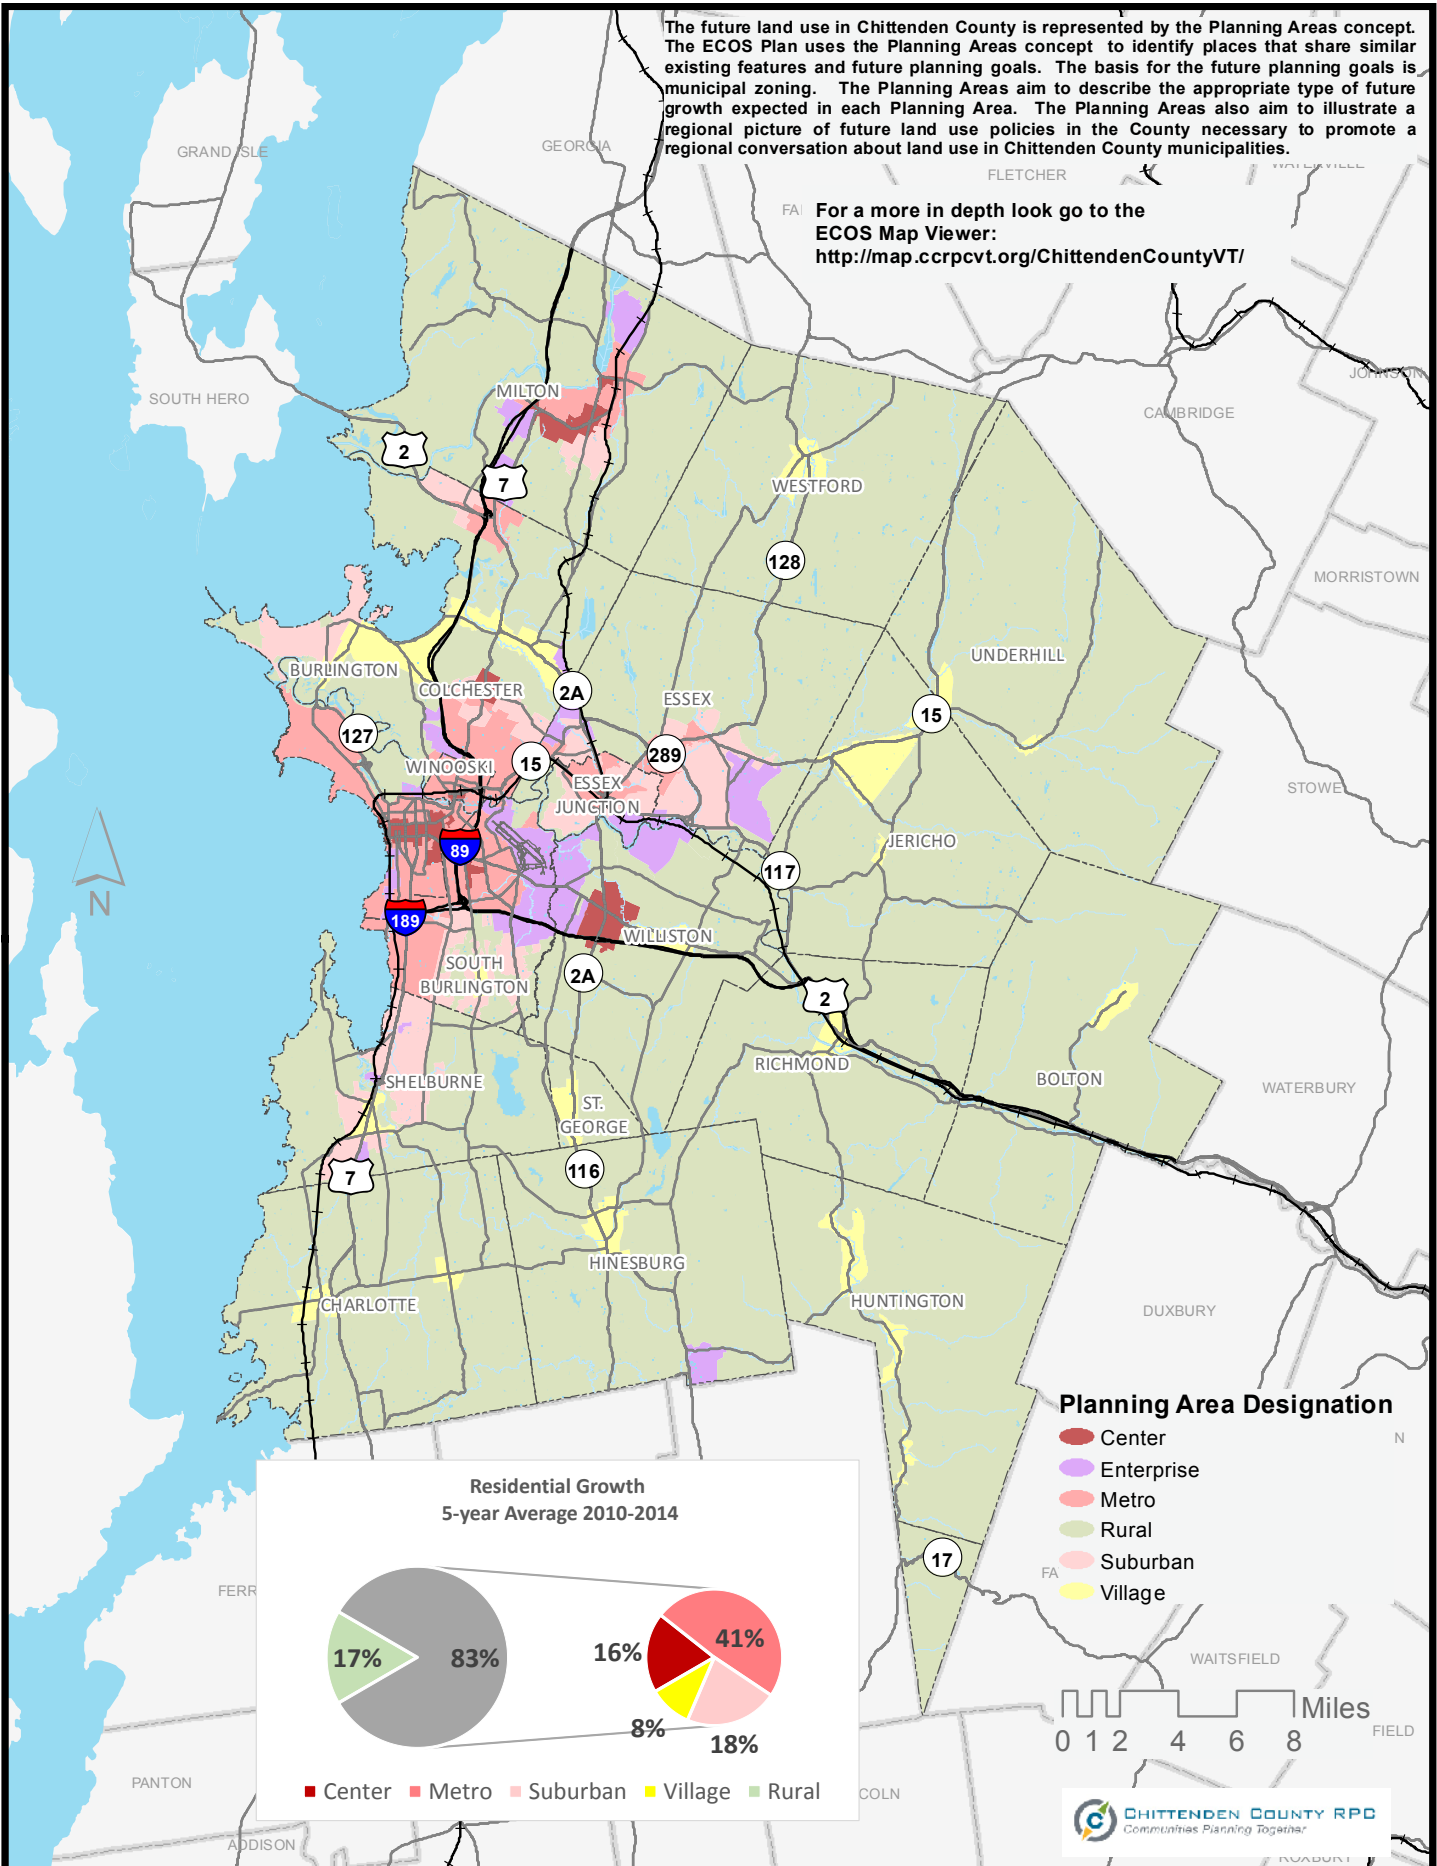 The future land use in Chittenden County is represented by the Planning Areas concept.
The ECOS Plan uses the Planning Areas concept to identify places that share similar
existing features and future planning goals. The basis for the future planning goals is
municipal zoning. The Planning Areas aim to describe the appropriate type of future
growth expected in each Planning Area. The Planning Areas also aim to illustrate a
regional picture of future land use policies in the County necessary to promote a
regional conversation about land use in Chittenden County municipalities.
GRAND ISLE
GEORGIA
WATERVILLE
FLETCHER
FAI
For a more in depth look go to the
ECOS Map Viewer:
http://map.ccrpcvt.org/ChittendenCountyVT/
JOHNSON
MILTON
SOUTH HERO
CAMBRIDGE
2
7
WESTFORD
128
MORRISTOWN
UNDERHILL
BURLINGTON
COLCHESTER
2A
ESSEX
15
127
289
WINOOSKI
15
ESSEX
JUNCTION
STOWE
JERICHO
89
117
N
189
WILLISTON
SOUTH
BURLINGTON
2A
2
RICHMOND
BOLTON
SHELBURNE
WATERBURY
ST.
GEORGE
116
7
HINESBURG
CHARLOTTE
HUNTINGTON
DUXBURY
Planning Area Designation
Center
Enterprise
Metro
Rural
Suburban
Village
N
FA
17
FERR
Residential Growth
5-year Average 2010-2014
17%
83%
16%
41%
8%
18%
Center Metro Suburban Village Rural
WAITSFIELD
Miles
0 1 2 4 6 8
FIELD
PANTON
COLN
ADDISON
CHITTENDEN COUNTY RPC
Communities Planning Together
ROXBURY